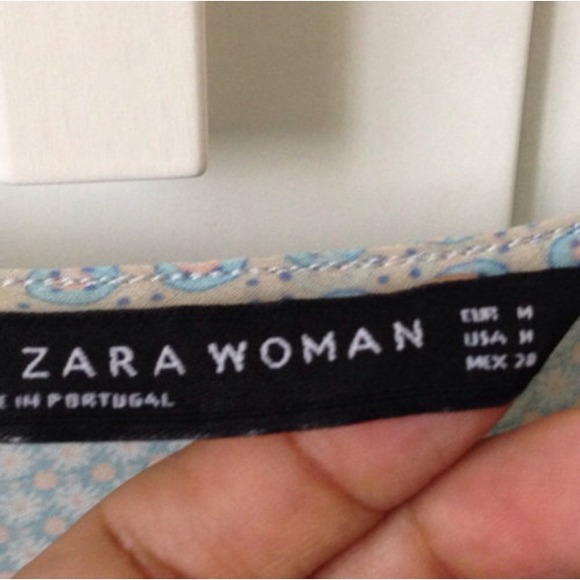 ZARA WOMAN
E IN PORTUGAL
EUR M
USA M
MEX 28